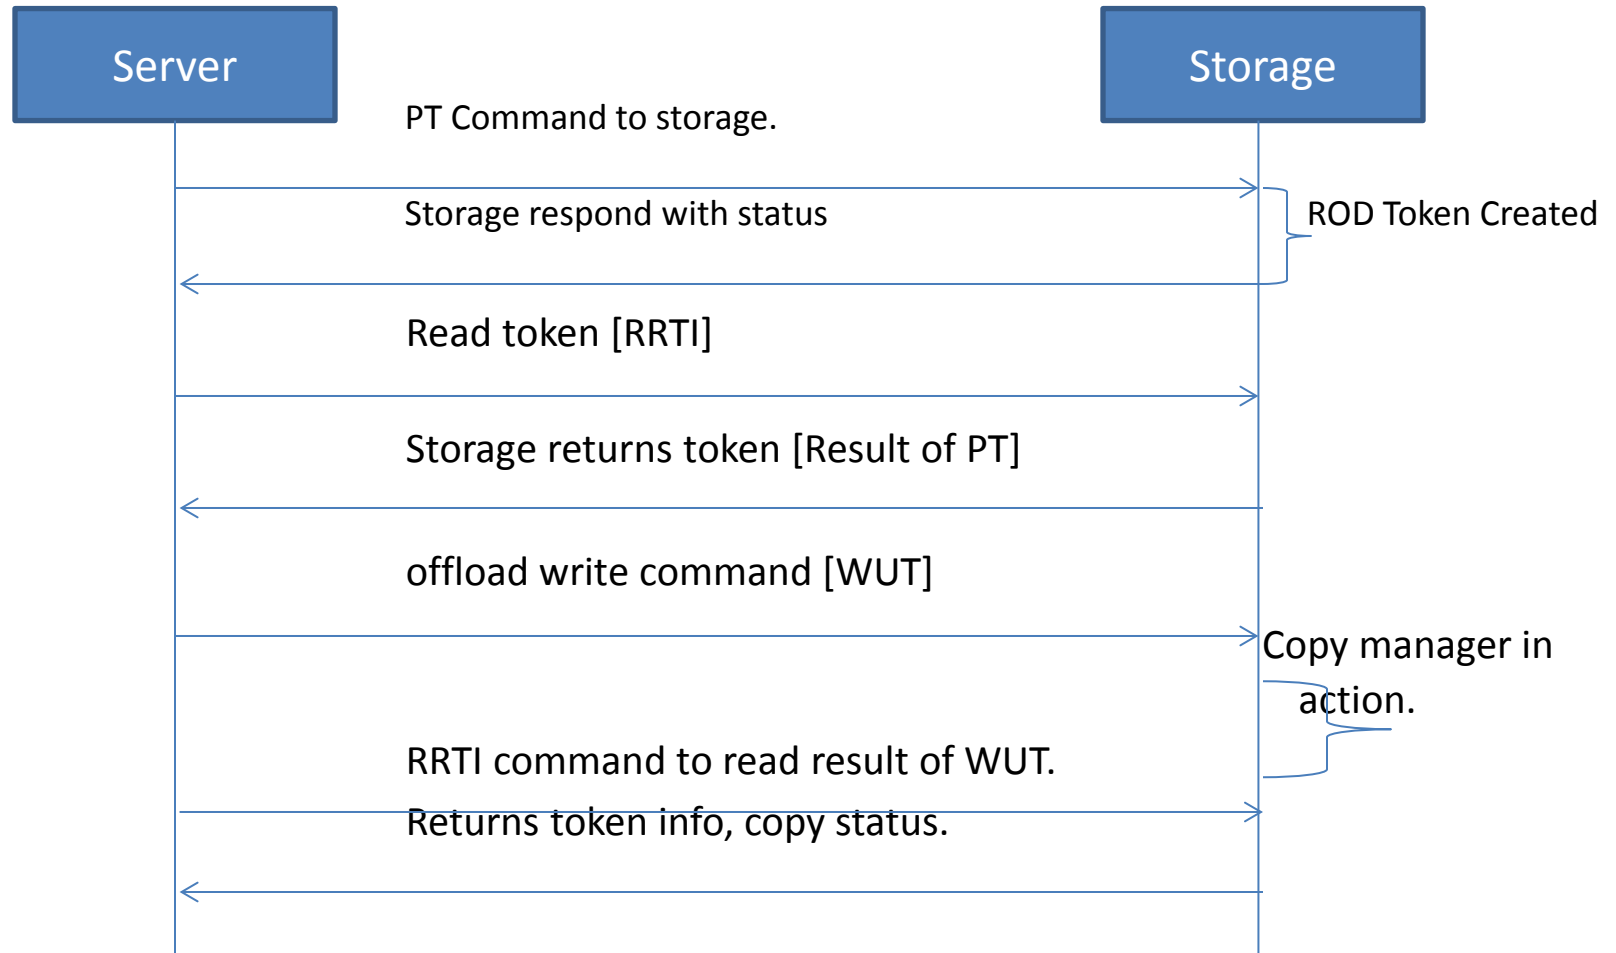 Server
Storage
PT Command to storage.
Storage respond with status
ROD Token Created
Read token [RRTI]
Storage returns token [Result of PT]
offload write command [WUT]
Copy manager in
action.
RRTI command to read result of WUT.
Returns token info, copy status.